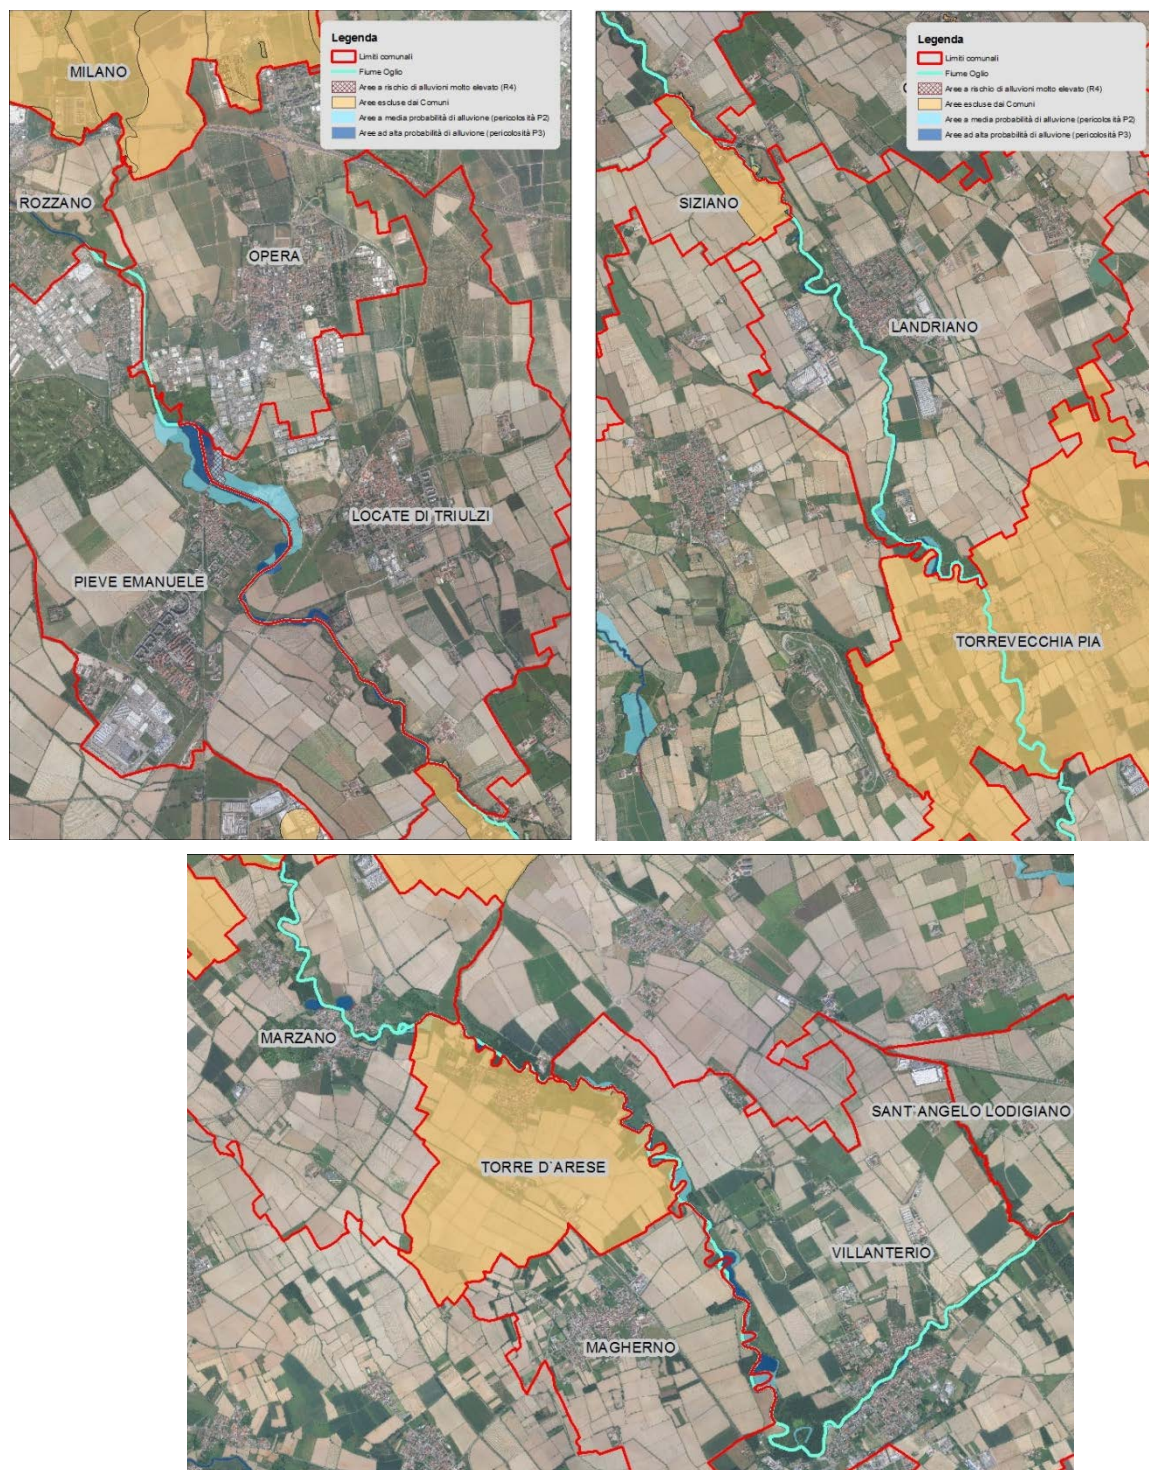 Legenda
Limiti comunali
Fiume Oglio
Aree a rischio di alluvioni molto elevato (R4)
Aree escluse dai Comuni
Aree a media probabilità di alluvione (pericolosità P2)
Aree ad alta probabilità di alluvione (pericolosità P3)
MILANO
ROZZANO
OPERA
LOCATE DI TRIULZI
PIEVE EMANUELE
Legenda
Limiti comunali
Fiume Oglio
Aree a rischio di alluvioni molto elevato (R4)
Aree escluse dai Comuni
Aree a media probabilità di alluvione (pericolosità P2)
Aree ad alta probabilità di alluvione (pericolosità P3)
SIZIANO
LANDRIANO
TORREVECCHIA PIA
MARZANO
SANT`ANGELO LODIGIANO
TORRE D`ARESE
VILLANTERIO
MAGHERNO